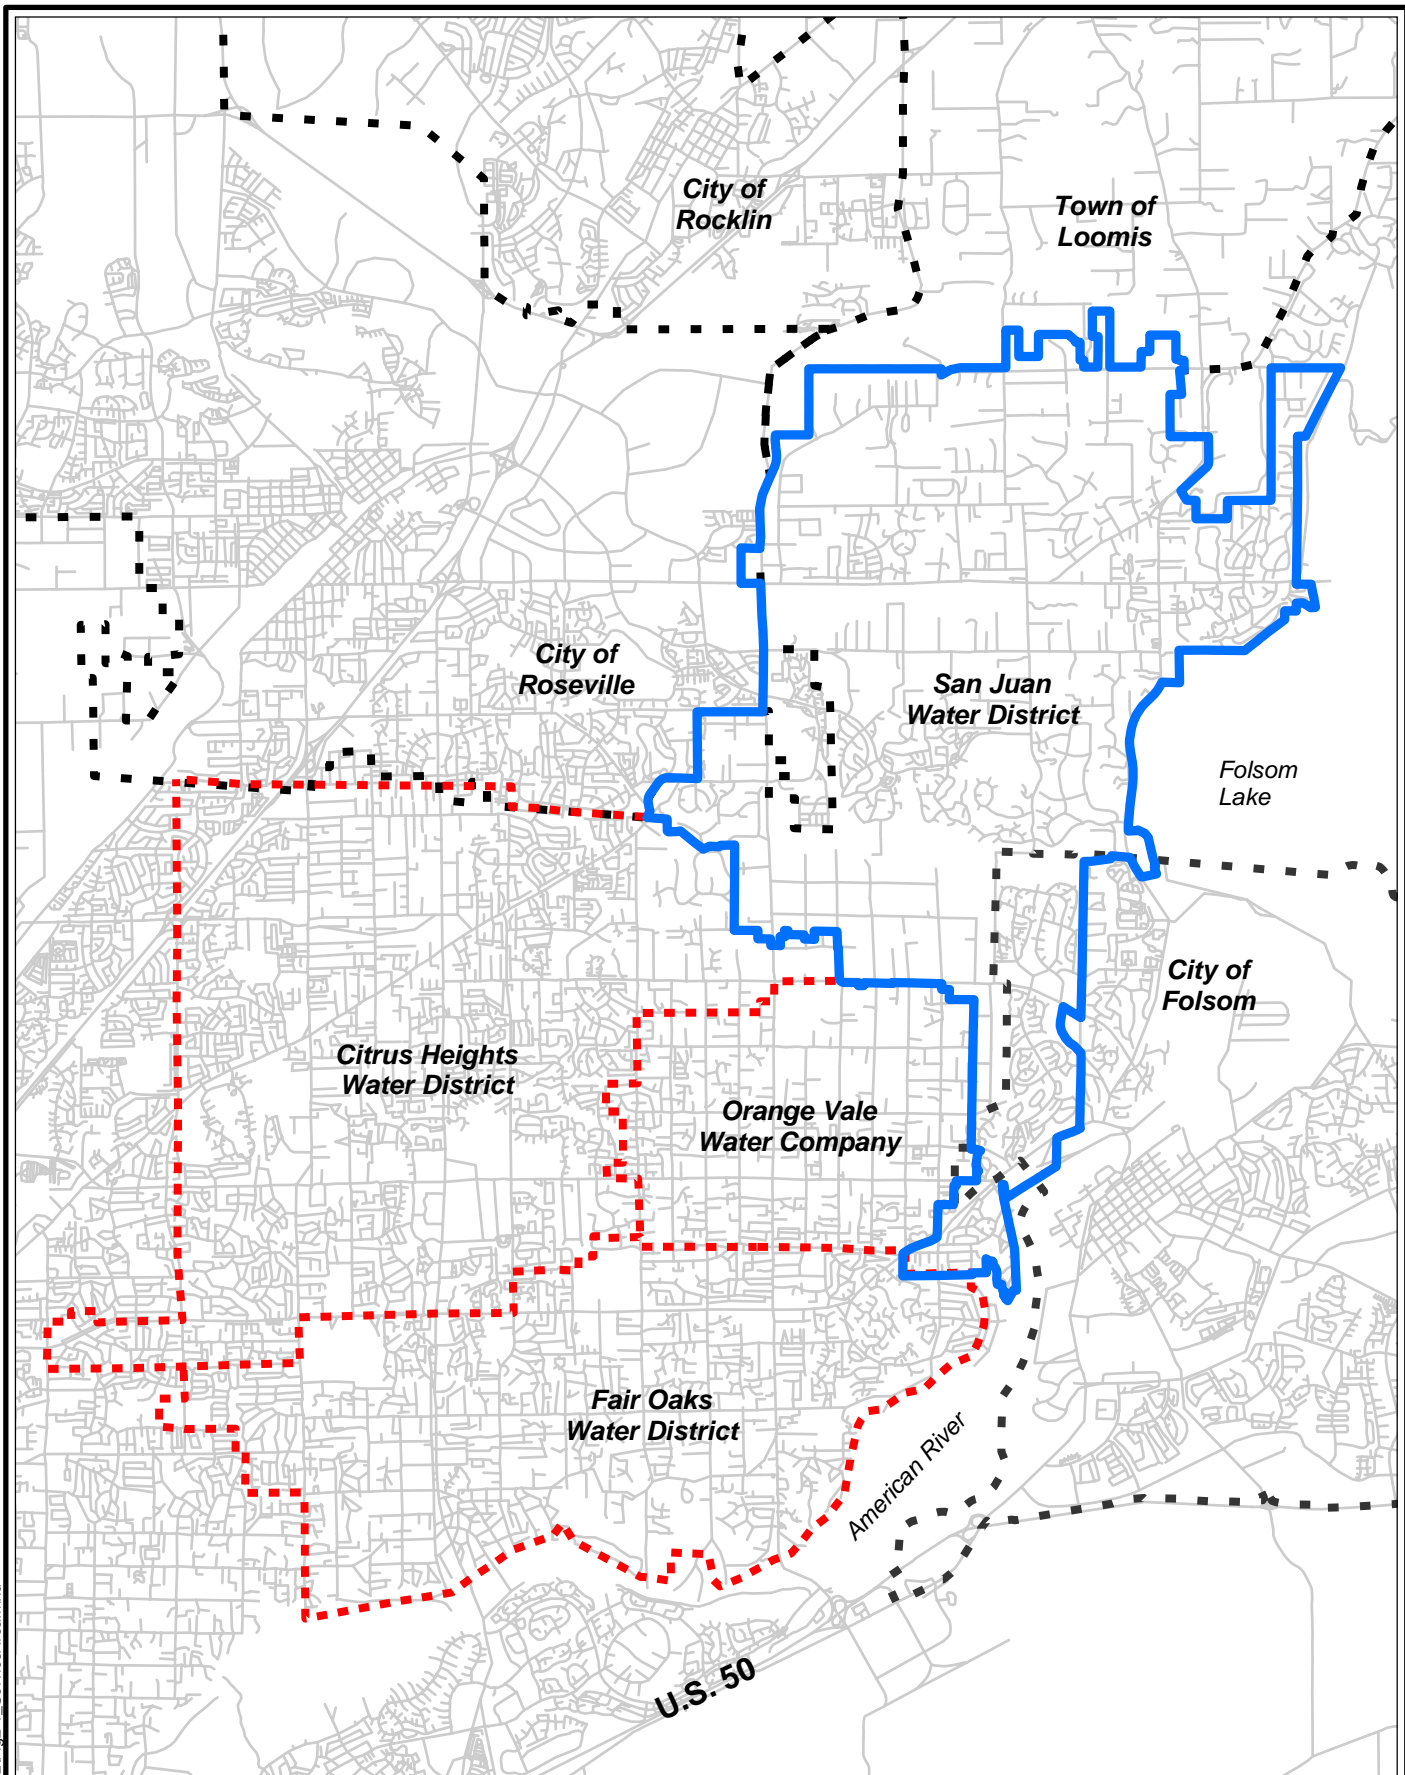 City of
Rocklin
Town of
Loomis
City of
Roseville
San Juan
Water District
Folsom
Lake
City of
Folsom
Citrus Heights
Water District
Orange Vale
Water Company
Fair Oaks
Water District
American River
U.S. 50